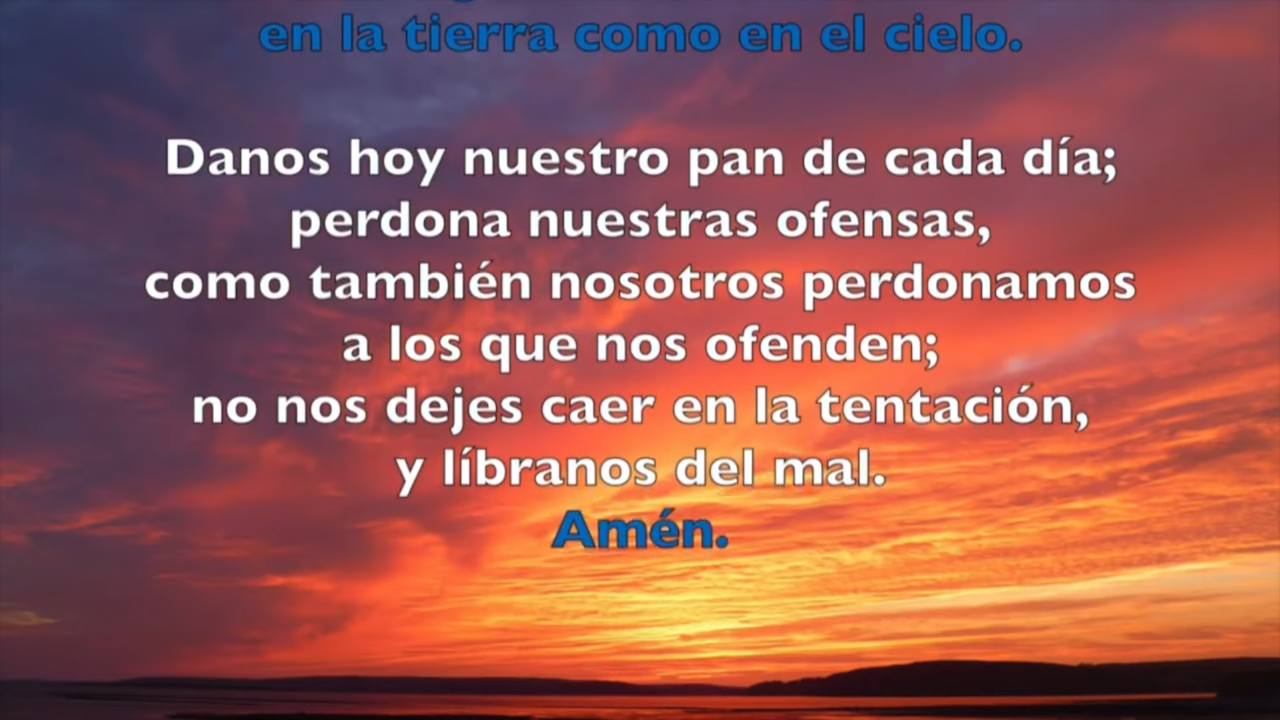 en la tierra como en el cielo.
Danos hoy nuestro pan de cada día;
perdona nuestras ofensas,
como también nosotros perdonamos
a los que nos ofenden;
no nos dejes caer en la tentación,
y líbranos del mal.
Amén.